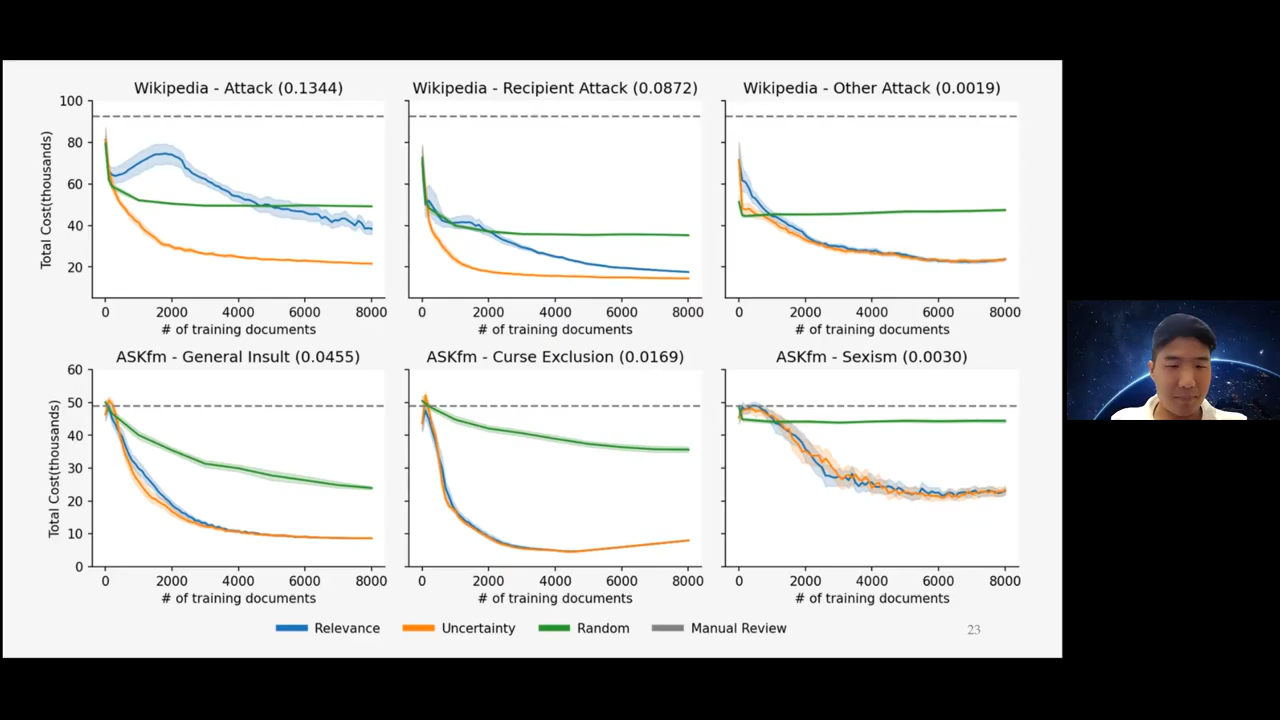 Wikipedia - Attack (0.1344)
Wikipedia - Recipient Attack (0.0872)
Wikipedia - Other Attack (0.0019)
100
80
60
40
20
Total Cost(thousands)
0 2000 4000 6000 8000
0 2000 4000 6000 8000
0 2000 4000 6000 8000
# of training documents
# of training documents
# of training documents
ASKfm - General Insult (0.0455)
ASKfm - Curse Exclusion (0.0169)
ASKfm - Sexism (0.0030)
60
50
40
30
20
10
0
Total Cost(thousands)
0 2000 4000 6000 8000
0 2000 4000 6000 8000
0 2000 4000 6000 8000
# of training documents
# of training documents
# of training documents
Relevance Uncertainty Random Manual Review
23